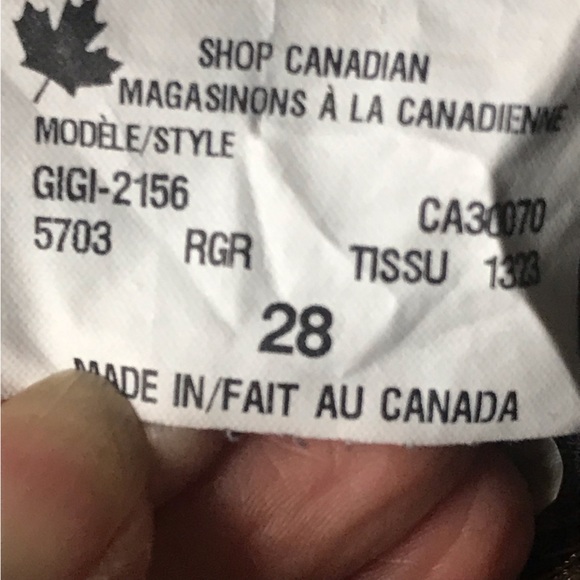 SHOP CANADIAN
MAGASINONS À LA CANADIENNE
MODÈLE/STYLE
GIGI-2156
CA30070
5703 RGR TISSU 1323
28
MADE IN/FAIT AU CANADA